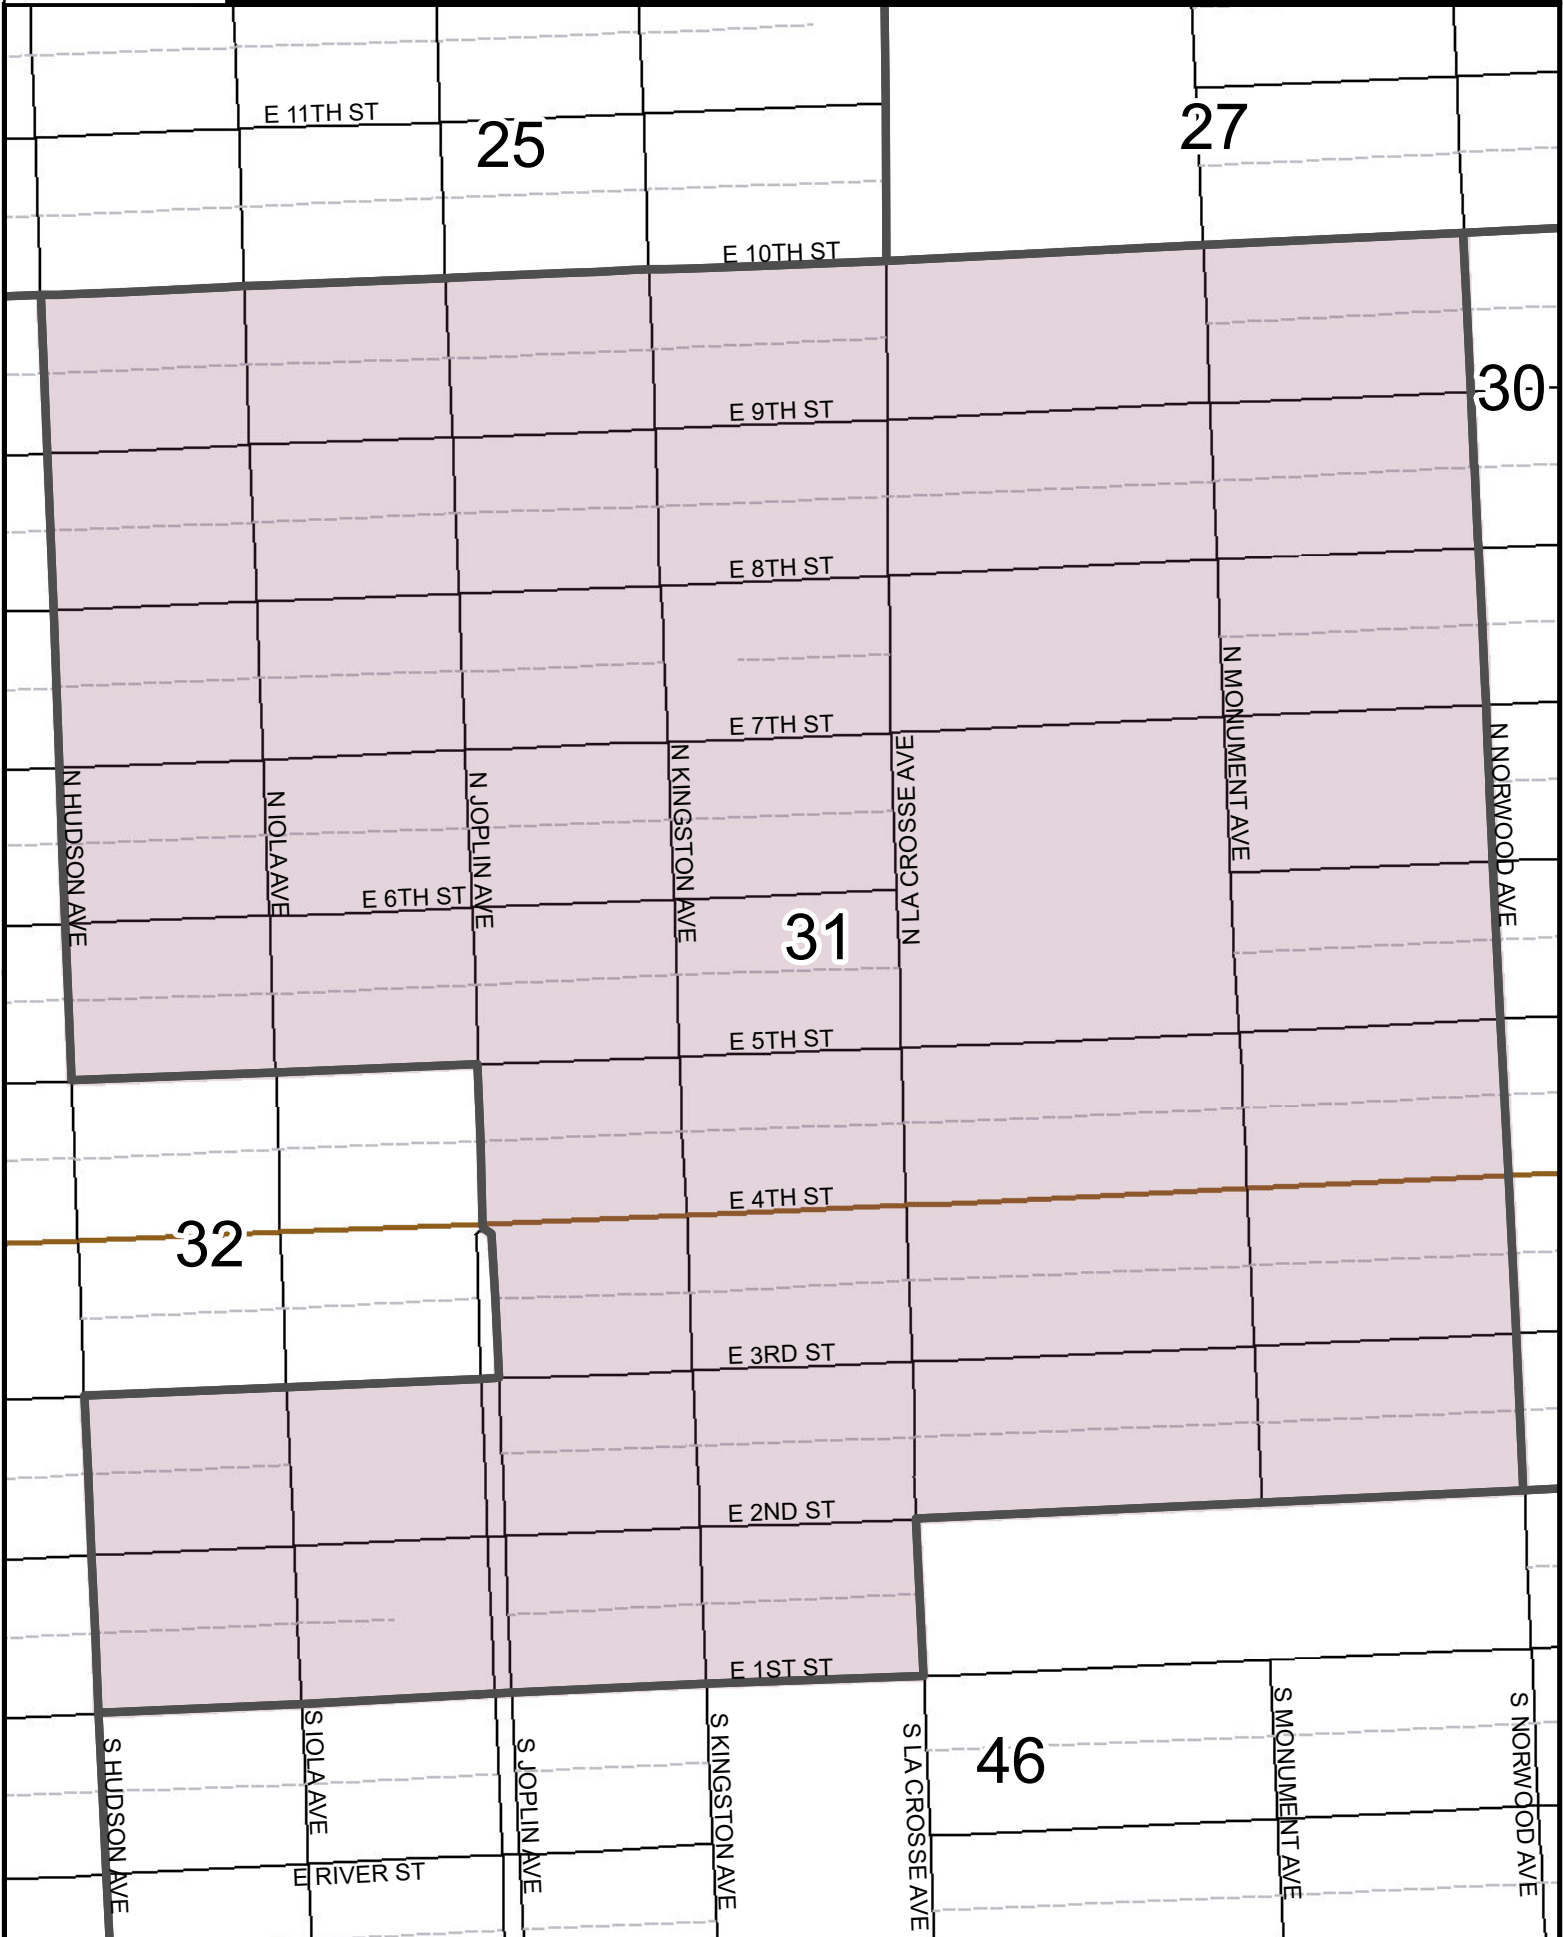 E 11TH ST
25
27
E 10TH ST
30
E 9TH ST
E 8TH ST
E 7TH ST
N HUDSON AVE
N IOLA AVE
N JOPLIN AVE
N KINGSTON AVE
N LA CROSSE AVE
N MONUMENT AVE
N NORWOOD AVE
E 6TH ST
31
E 5TH ST
E 4TH ST
32
E 3RD ST
E 2ND ST
E 1ST ST
S HUDSON AVE
S IOLA AVE
S JOPLIN AVE
S KINGSTON AVE
S LA CROSSE AVE
46
S MONUMENT AVE
S NORWOOD AVE
E RIVER ST